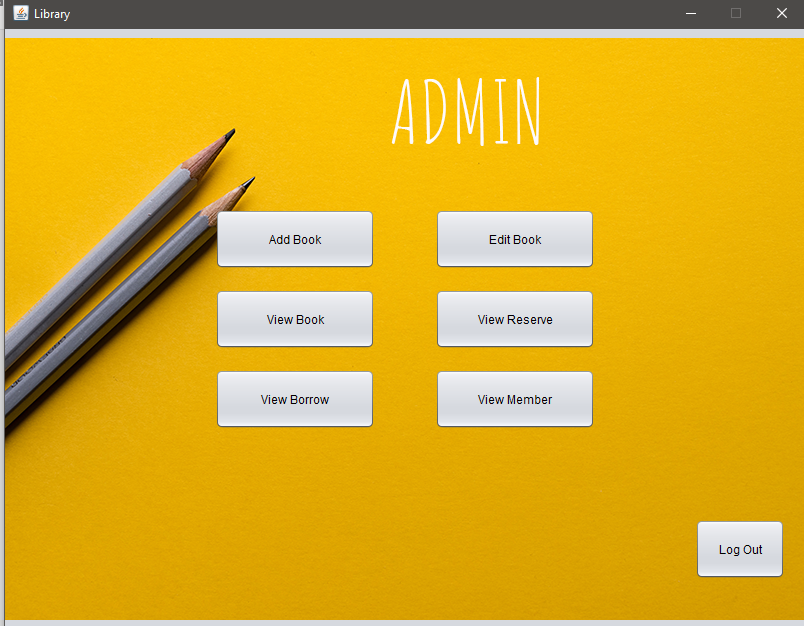 Library
ADMIN
Add Book
Edit Book
View Book
View Reserve
View Borrow
View Member
Log Out